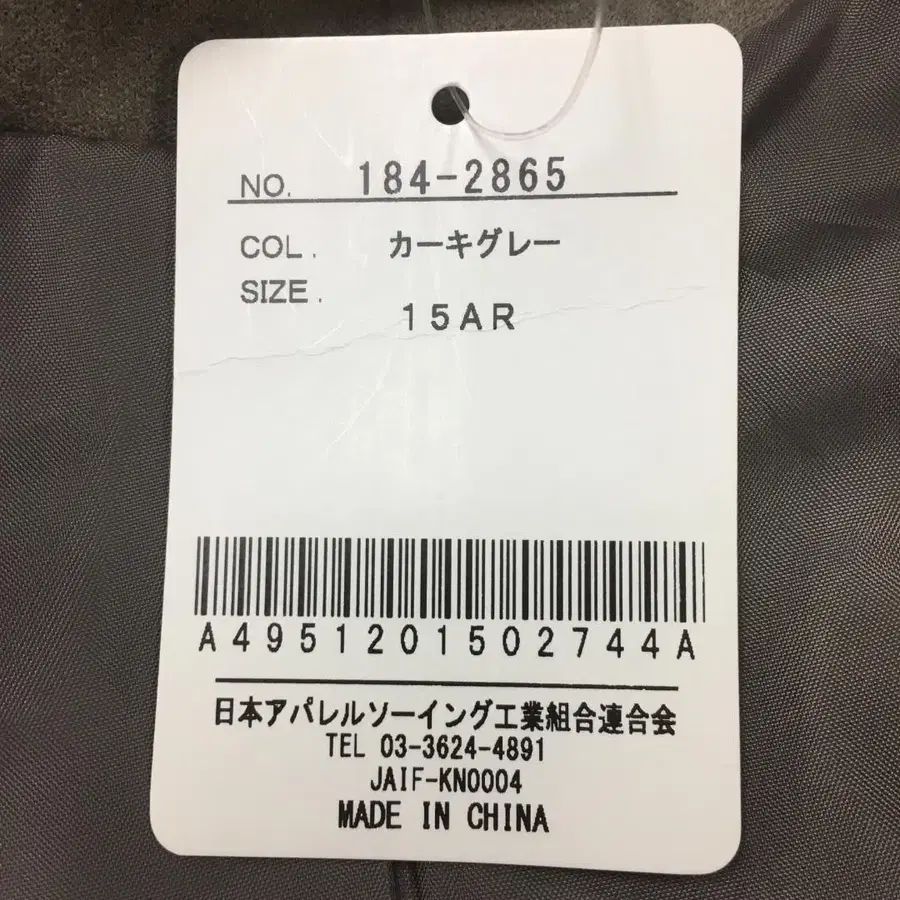 NO. 184-2865
COL. カーキグレー
SIZE.
15AR
A4951201502744A
日本アパレルソーイング工業組合連合会
TEL 03-3624-4891
JAIF-KN0004
MADE IN CHINA